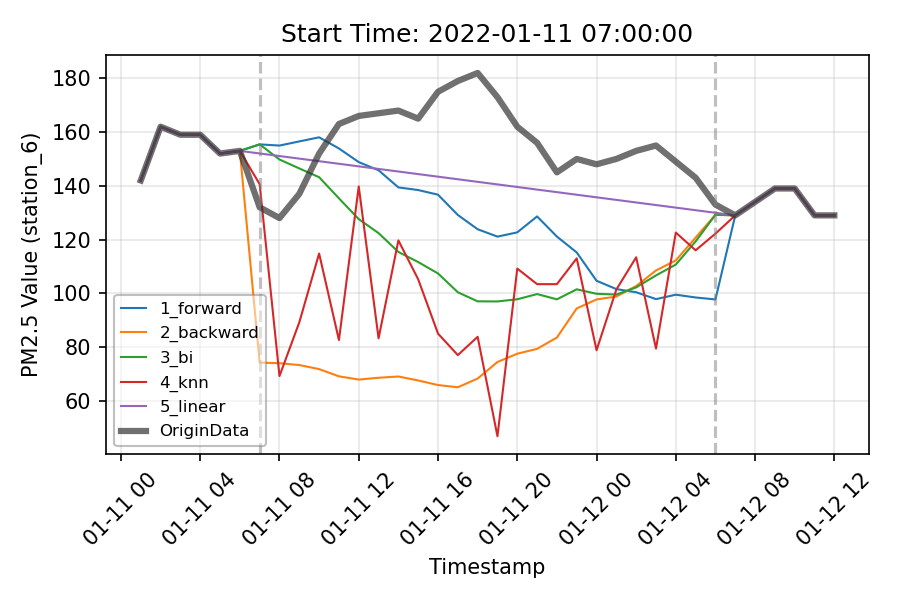 Start Time: 2022-01-11 07:00:00
PM2.5 Value (station_6)
180
160
140
120
100
80
60
1_forward
2_backward
3_bi
4_knn
5_linear
OriginData
01-11 00
01-11 04
01-11 08
01-11 12
01-11 16
01-11 20
01-12 00
01-12 04
01-12 08
01-12 12
Timestamp